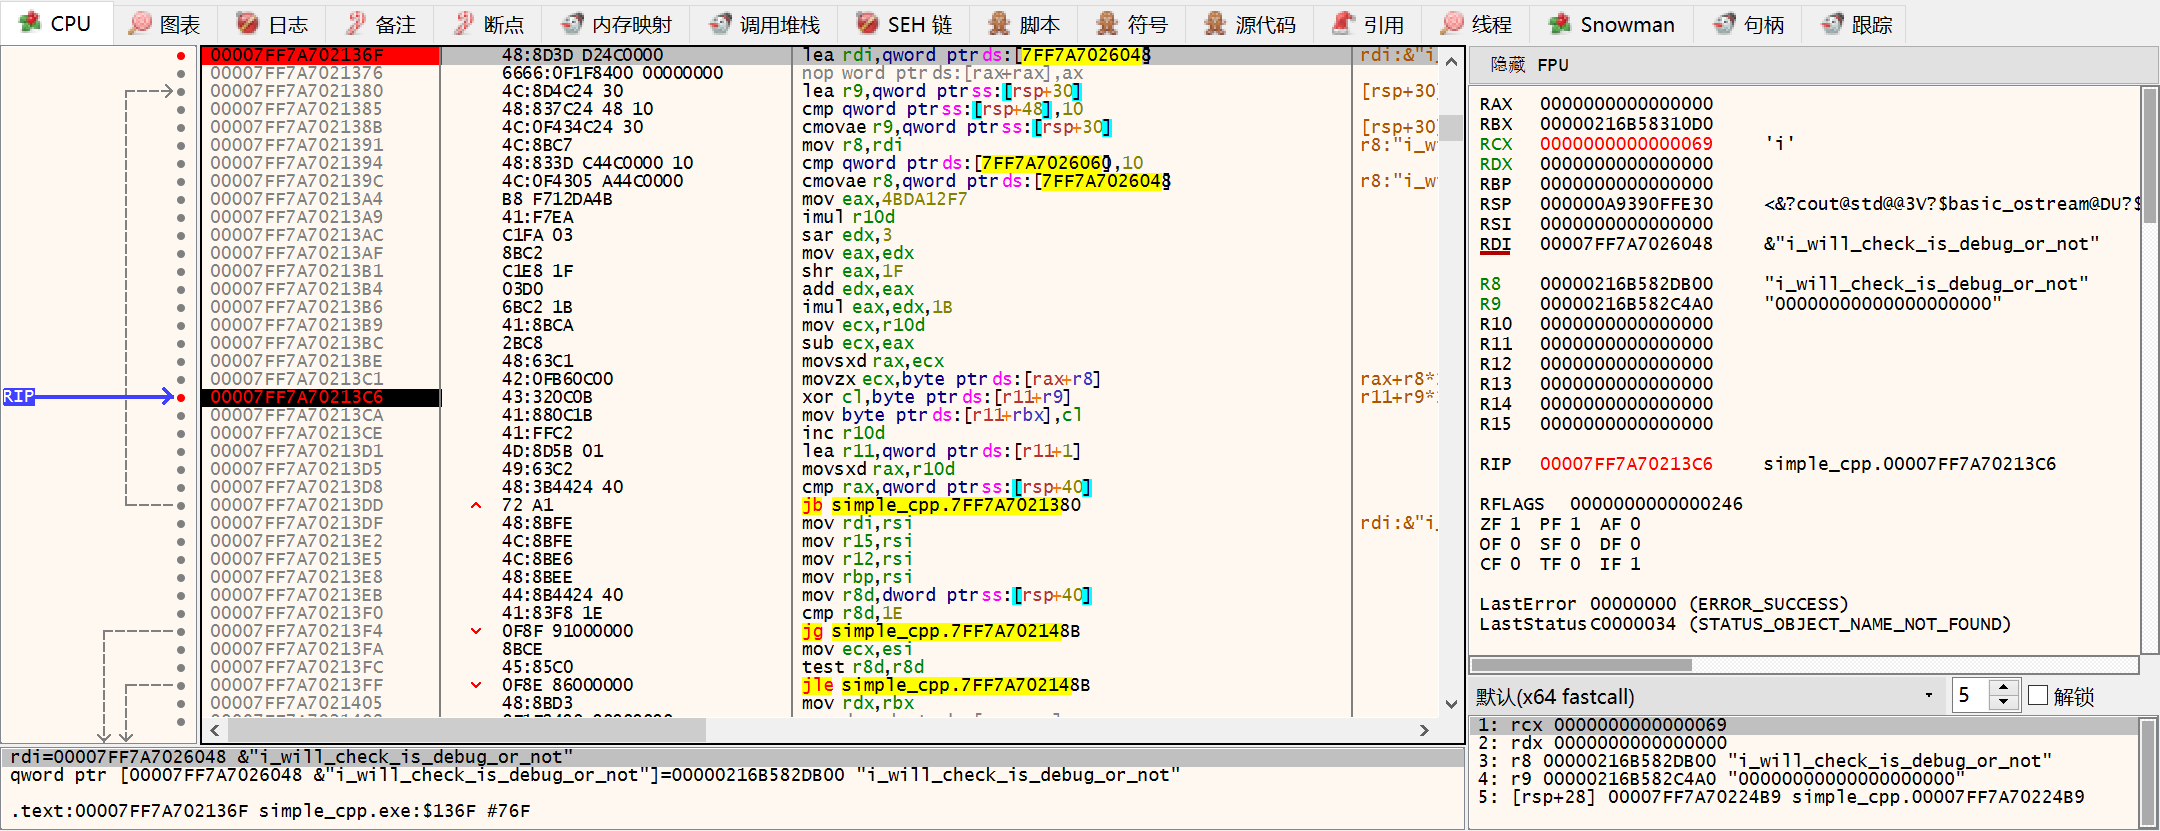 CPU 图表 日志 备注 断点 内存映射 调用堆栈 SEH 链 脚本 符号 源代码 引用 线程 Snowman 句柄 跟踪
00007FF7A702136F 48:8D3D D24C0000 lea rdi,qword ptr ds:[7FF7A7026048] rdi:&"i_
00007FF7A7021376 6666:0F1F8400 00000000 nop word ptr ds:[rax+rax],ax
00007FF7A7021380 4C:8D4C24 30 lea r9,qword ptr ss:[rsp+30] [rsp+30]
00007FF7A7021385 48:837C24 48 10 cmp qword ptr ss:[rsp+48],10
00007FF7A702138B 4C:0F434C24 30 cmovae r9,qword ptr ss:[rsp+30] [rsp+30]
00007FF7A7021391 4C:8BC7 mov r8,rdi r8:"i_w
00007FF7A7021394 48:833D C44C0000 10 cmp qword ptr ds:[7FF7A7026060],10
00007FF7A702139C 4C:0F4305 A44C0000 cmovae r8,qword ptr ds:[7FF7A7026048] r8:"i_w
00007FF7A70213A4 B8 F712DA4B mov eax,4BDA12F7
00007FF7A70213A9 41:F7EA imul r10d
00007FF7A70213AC C1FA 03 sar edx,3
00007FF7A70213AF 8BC2 mov eax,edx
00007FF7A70213B1 C1E8 1F shr eax,1F
00007FF7A70213B4 03D0 add edx,eax
00007FF7A70213B6 6BC2 1B imul eax,edx,1B
00007FF7A70213B9 41:8BCA mov ecx,r10d
00007FF7A70213BC 2BC8 sub ecx,eax
00007FF7A70213BE 48:63C1 movsxd rax,ecx
00007FF7A70213C1 42:0FB60C00 movzx ecx,byte ptr ds:[rax+r8] rax+r8*
RIP 00007FF7A70213C6 43:320C0B xor cl,byte ptr ds:[r11+r9] r11+r9*
00007FF7A70213CA 41:880C1B mov byte ptr ds:[r11+rbx],cl
00007FF7A70213CE 41:FFC2 inc r10d
00007FF7A70213D1 4D:8D5B 01 lea r11,qword ptr ds:[r11+1]
00007FF7A70213D5 49:63C2 movsxd rax,r10d
00007FF7A70213D8 48:3B4424 40 cmp rax,qword ptr ss:[rsp+40]
00007FF7A70213DD 72 A1 jb simple_cpp.7FF7A7021380
00007FF7A70213DF 48:8BFE mov rdi,rsi rdi:&"i_
00007FF7A70213E2 4C:8BFE mov r15,rsi
00007FF7A70213E5 4C:8BE6 mov r12,rsi
00007FF7A70213E8 48:8BEE mov rbp,rsi
00007FF7A70213EB 44:8B4424 40 mov r8d,dword ptr ss:[rsp+40]
00007FF7A70213F0 41:83F8 1E cmp r8d,1E
00007FF7A70213F4 0F8F 91000000 jg simple_cpp.7FF7A702148B
00007FF7A70213FA 8BCE mov ecx,esi
00007FF7A70213FC 45:85C0 test r8d,r8d
00007FF7A70213FF 0F8E 86000000 jle simple_cpp.7FF7A702148B
00007FF7A7021405 48:8BD3 mov rdx,rbx
rdi=00007FF7A7026048 &"i_will_check_is_debug_or_not"
qword ptr [00007FF7A7026048 &"i_will_check_is_debug_or_not"]=00000216B582DB00 "i_will_check_is_debug_or_not"
.text:00007FF7A702136F simple_cpp.exe:$136F #76F
隐藏 FPU
RAX 0000000000000000
RBX 00000216B58310D0
RCX 0000000000000069 'i'
RDX 0000000000000000
RBP 0000000000000000
RSP 000000A9390FFE30 <&?cout@std@@3V?$basic_ostream@DU?$
RSI 0000000000000000
RDI 00007FF7A7026048 &"i_will_check_is_debug_or_not"
R8 00000216B582DB00 "i_will_check_is_debug_or_not"
R9 00000216B582C4A0 "00000000000000000000"
R10 0000000000000000
R11 0000000000000000
R12 0000000000000000
R13 0000000000000000
R14 0000000000000000
R15 0000000000000000
RIP 00007FF7A70213C6 simple_cpp.00007FF7A70213C6
RFLAGS 0000000000000246
ZF 1 PF 1 AF 0
OF 0 SF 0 DF 0
CF 0 TF 0 IF 1
LastError 00000000 (ERROR_SUCCESS)
LastStatus C0000034 (STATUS_OBJECT_NAME_NOT_FOUND)
默认(x64 fastcall) 5 解锁
1: rcx 0000000000000069
2: rdx 0000000000000000
3: r8 00000216B582DB00 "i_will_check_is_debug_or_not"
4: r9 00000216B582C4A0 "00000000000000000000"
5: [rsp+28] 00007FF7A70224B9 simple_cpp.00007FF7A70224B9